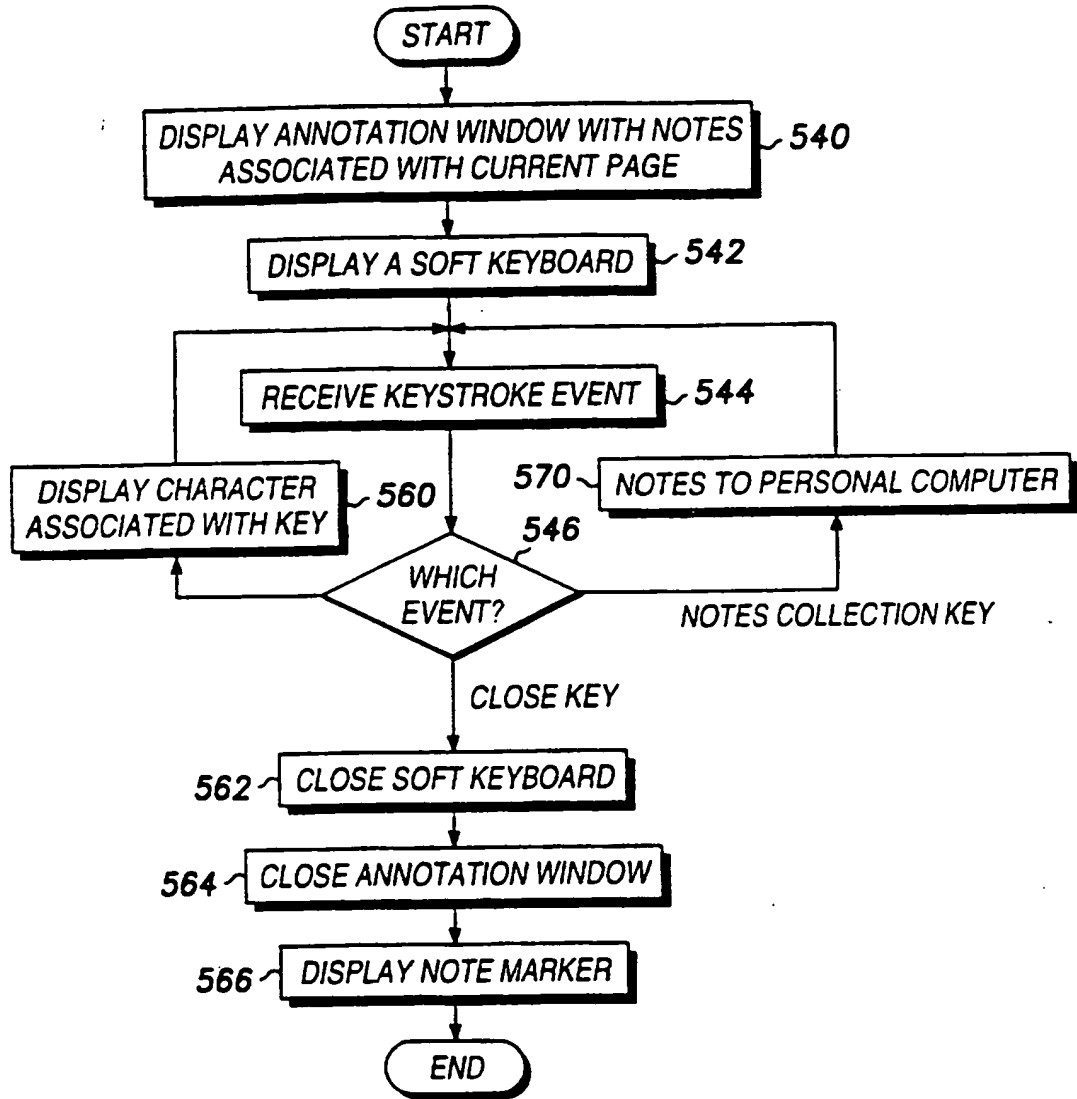 START
DISPLAY ANNOTATION WINDOW WITH NOTES
ASSOCIATED WITH CURRENT PAGE
540
DISPLAY A SOFT KEYBOARD
542
RECEIVE KEYSTROKE EVENT
544
DISPLAY CHARACTER
ASSOCIATED WITH KEY
560
570
NOTES TO PERSONAL COMPUTER
546
WHICH
EVENT?
NOTES COLLECTION KEY
CLOSE KEY
562
CLOSE SOFT KEYBOARD
564
CLOSE ANNOTATION WINDOW
566
DISPLAY NOTE MARKER
END